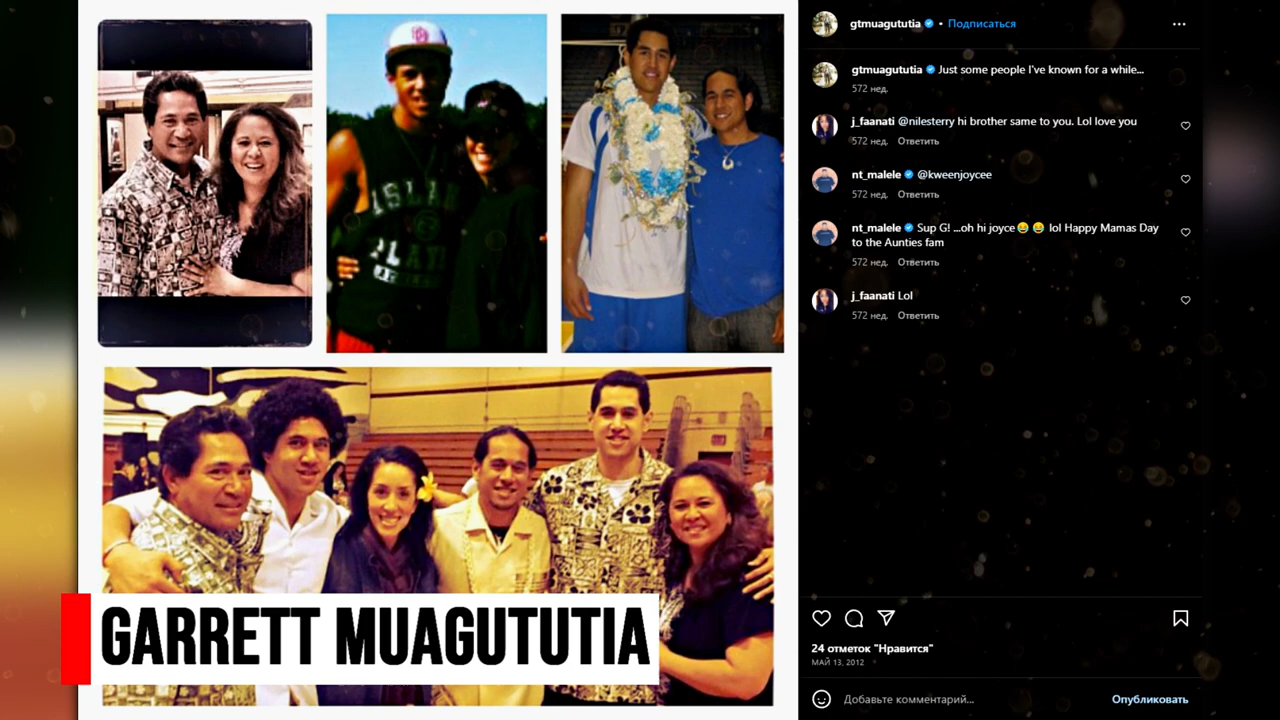 gtmuagututia • Подписаться
gtmuagututia Just some people I've known for a while...
572 нед.
j_faanati @nilesterry hi brother same to you. Lol love you
572 нед. Ответить
nt_malele @kweenjoycee
572 нед. Ответить
nt_malele Sup G! ...oh hi joyce😂 😂 lol Happy Mamas Day
to the Aunties fam
572 нед. Ответить
j_faanati Lol
572 нед. Ответить
ISLAND
GARRETT MUAGUTUTIA
24 отметок "Нравится"
МАЙ 13, 2012
Добавьте комментарий...
Опубликовать